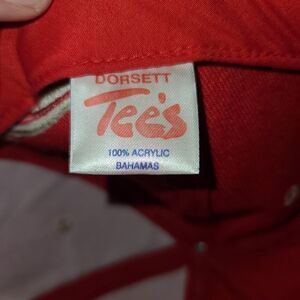 DORSETT
Tee's
100% ACRYLIC
BAHAMAS